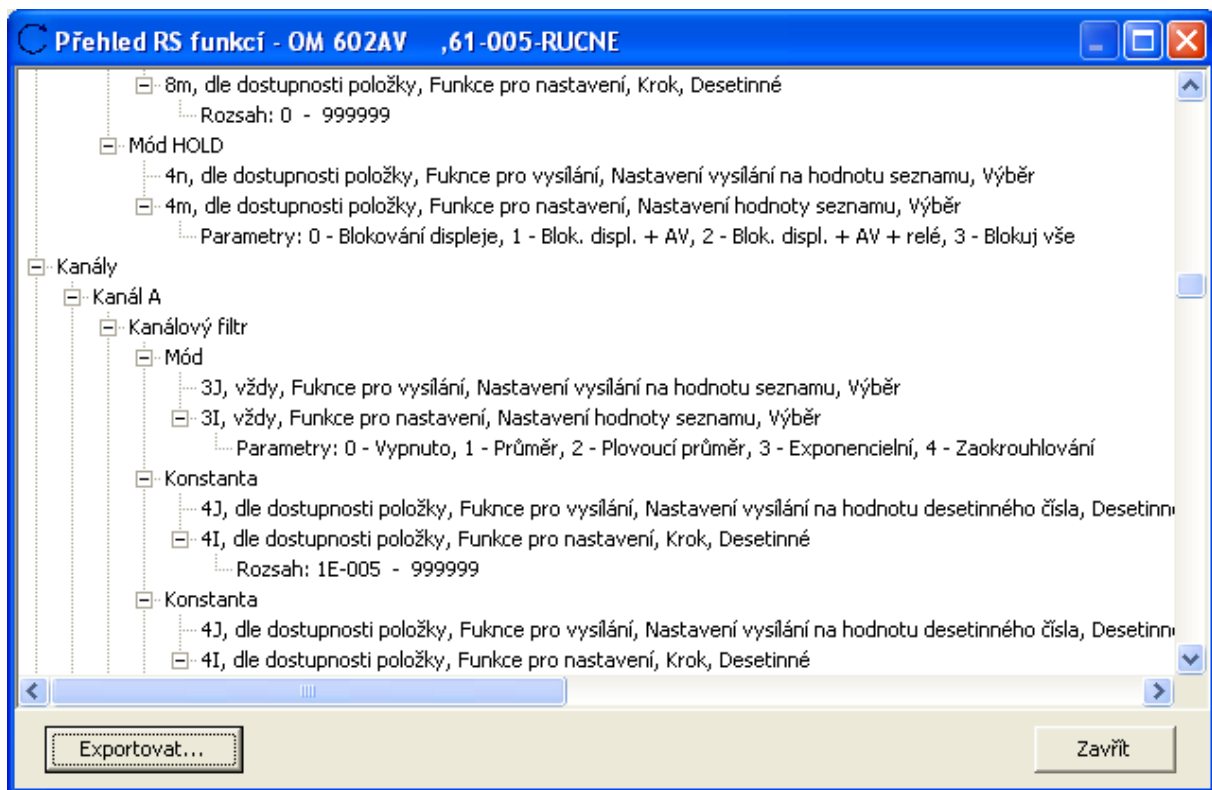 Přehled RS funkcí - OM 602AV ,61-005-RUCNE
8m, dle dostupnosti položky, Funkce pro nastavení, Krok, Desetinné
Rozsah: 0 - 999999
Mód HOLD
4n, dle dostupnosti položky, Fuknce pro vysílání, Nastavení vysílání na hodnotu seznamu, Výběr
4m, dle dostupnosti položky, Funkce pro nastavení, Nastavení hodnoty seznamu, Výběr
Parametry: 0 - Blokování displeje, 1 - Blok. displ. + AV, 2 - Blok. displ. + AV + relé, 3 - Blokuj vše
Kanály
Kanál A
Kanálový filtr
Mód
3J, vždy, Fuknce pro vysílání, Nastavení vysílání na hodnotu seznamu, Výběr
3I, vždy, Funkce pro nastavení, Nastavení hodnoty seznamu, Výběr
Parametry: 0 - Vypnuto, 1 - Průměr, 2 - Plovoucí průměr, 3 - Exponencielní, 4 - Zaokrouhlování
Konstanta
4J, dle dostupnosti položky, Fuknce pro vysílání, Nastavení vysílání na hodnotu desetinného čísla, Desetinn
4I, dle dostupnosti položky, Funkce pro nastavení, Krok, Desetinné
Rozsah: 1E-005 - 999999
Konstanta
4J, dle dostupnosti položky, Fuknce pro vysílání, Nastavení vysílání na hodnotu desetinného čísla, Desetinn
4I, dle dostupnosti položky, Funkce pro nastavení, Krok, Desetinné
Exportovat...
Zavřít